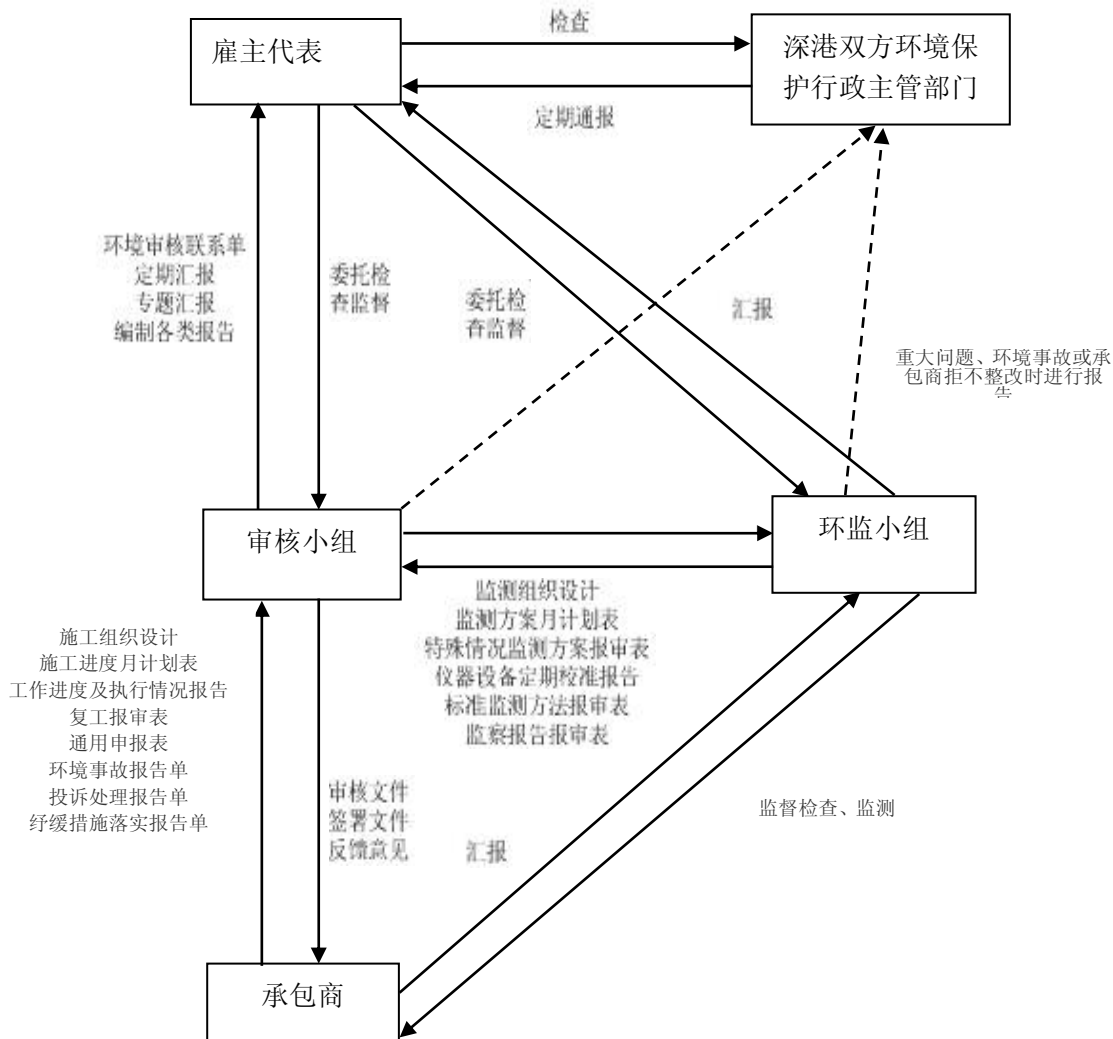 检查
雇主代表
深港双方环境保
护行政主管部门
定期通报
环境审核联系单
定期汇报
专题汇报
编制各类报告
委托检
查监督
委托检
查监督
汇报
重大问题、环境事故或承
包商拒不整改时进行报
告
审核小组
环监小组
监测组织设计
监测方案月计划表
特殊情况监测方案报审表
仪器设备定期校准报告
标准监测方法报审表
监察报告报审表
施工组织设计
施工进度月计划表
工作进度及执行情况报告
复工报审表
通用申报表
环境事故报告单
投诉处理报告单
纾缓措施落实报告单
审核文件
签署文件
反馈意见
汇报
监督检查、监测
承包商